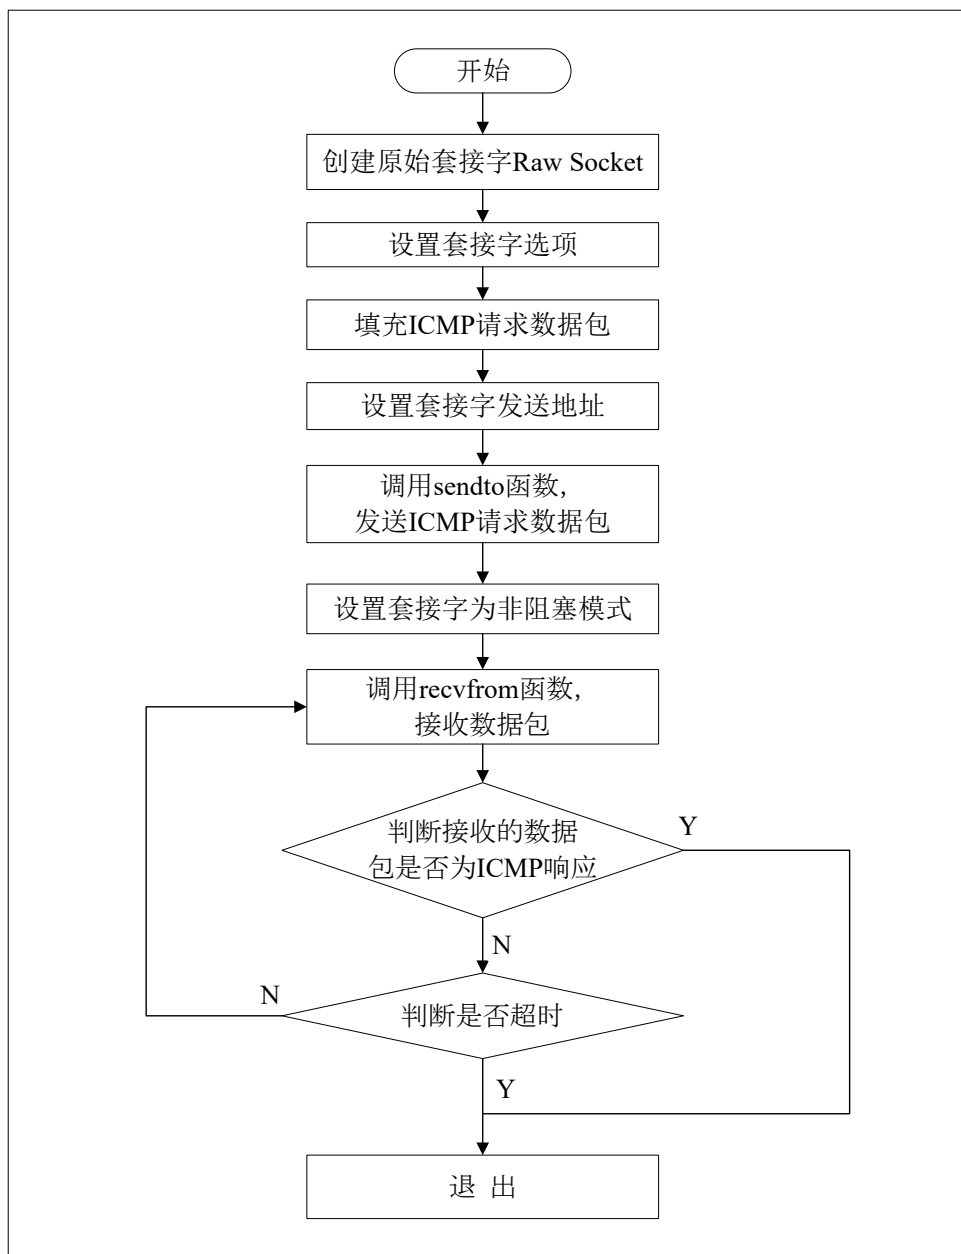 开始
创建原始套接字Raw Socket
设置套接字选项
填充ICMP请求数据包
设置套接字发送地址
调用sendto函数,
发送ICMP请求数据包
设置套接字为非阻塞模式
调用recvfrom函数,
接收数据包
判断接收的数据
包是否为ICMP响应
Y
N
判断是否超时
N
Y
退 出